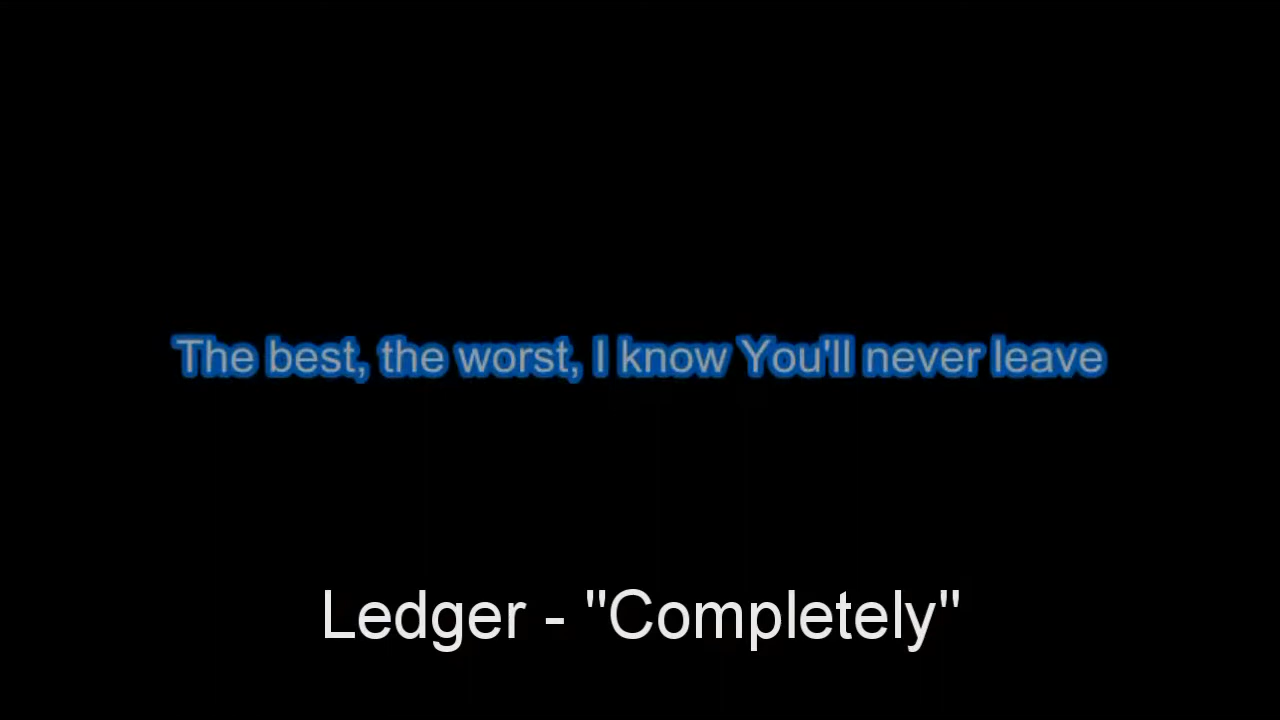 The best, the worst, I know You'll never leave
Ledger - "Completely"